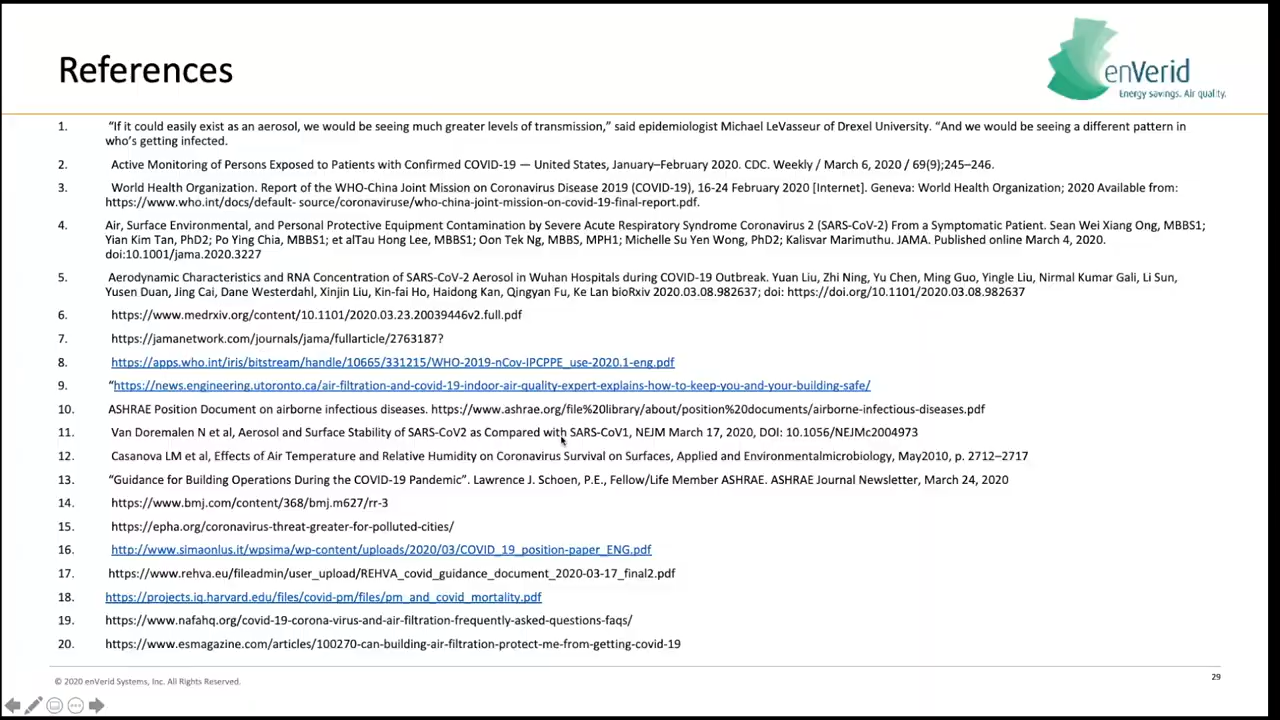 References
enVerid
Energy savings. Air quality.
1. "If it could easily exist as an aerosol, we would be seeing much greater levels of transmission," said epidemiologist Michael LeVasseur of Drexel University. "And we would be seeing a different pattern in
who's getting infected.
2. Active Monitoring of Persons Exposed to Patients with Confirmed COVID-19 — United States, January–February 2020. CDC. Weekly / March 6, 2020 / 69(9);245–246.
3. World Health Organization. Report of the WHO-China Joint Mission on Coronavirus Disease 2019 (COVID-19), 16-24 February 2020 [Internet]. Geneva: World Health Organization; 2020 Available from:
https://www.who.int/docs/default- source/coronaviruse/who-china-joint-mission-on-covid-19-final-report.pdf.
4. Air, Surface Environmental, and Personal Protective Equipment Contamination by Severe Acute Respiratory Syndrome Coronavirus 2 (SARS-CoV-2) From a Symptomatic Patient. Sean Wei Xiang Ong, MBBS1;
Yian Kim Tan, PhD2; Po Ying Chia, MBBS1; et alTau Hong Lee, MBBS1; Oon Tek Ng, MBBS, MPH1; Michelle Su Yen Wong, PhD2; Kalisvar Marimuthu. JAMA. Published online March 4, 2020.
doi:10.1001/jama.2020.3227
5. Aerodynamic Characteristics and RNA Concentration of SARS-CoV-2 Aerosol in Wuhan Hospitals during COVID-19 Outbreak. Yuan Liu, Zhi Ning, Yu Chen, Ming Guo, Yingle Liu, Nirmal Kumar Gali, Li Sun,
Yusen Duan, Jing Cai, Dane Westerdahl, Xinjin Liu, Kin-fai Ho, Haidong Kan, Qingyan Fu, Ke Lan bioRxiv 2020.03.08.982637; doi: https://doi.org/10.1101/2020.03.08.982637
6. https://www.medrxiv.org/content/10.1101/2020.03.23.20039446v2.full.pdf
7. https://jamanetwork.com/journals/jama/fullarticle/2763187?
8. https://apps.who.int/iris/bitstream/handle/10665/331215/WHO-2019-nCov-IPCPPE_use-2020.1-eng.pdf
9. "https://news.engineering.utoronto.ca/air-filtration-and-covid-19-indoor-air-quality-expert-explains-how-to-keep-you-and-your-building-safe/
10. ASHRAE Position Document on airborne infectious diseases. https://www.ashrae.org/file%20library/about/position%20documents/airborne-infectious-diseases.pdf
11. Van Doremalen N et al, Aerosol and Surface Stability of SARS-CoV2 as Compared with SARS-CoV1, NEJM March 17, 2020, DOI: 10.1056/NEJMc2004973
12. Casanova LM et al, Effects of Air Temperature and Relative Humidity on Coronavirus Survival on Surfaces, Applied and Environmentalmicrobiology, May2010, p. 2712–2717
13. "Guidance for Building Operations During the COVID-19 Pandemic". Lawrence J. Schoen, P.E., Fellow/Life Member ASHRAE. ASHRAE Journal Newsletter, March 24, 2020
14. https://www.bmj.com/content/368/bmj.m627/rr-3
15. https://epha.org/coronavirus-threat-greater-for-polluted-cities/
16. http://www.simaonlus.it/wpsima/wp-content/uploads/2020/03/COVID_19_position-paper_ENG.pdf
17. https://www.rehva.eu/fileadmin/user_upload/REHVA_covid_guidance_document_2020-03-17_final2.pdf
18. https://projects.iq.harvard.edu/files/covid-pm/files/pm_and_covid_mortality.pdf
19. https://www.nafahq.org/covid-19-corona-virus-and-air-filtration-frequently-asked-questions-faqs/
20. https://www.esmagazine.com/articles/100270-can-building-air-filtration-protect-me-from-getting-covid-19
© 2020 enVerid Systems, Inc. All Rights Reserved.
29